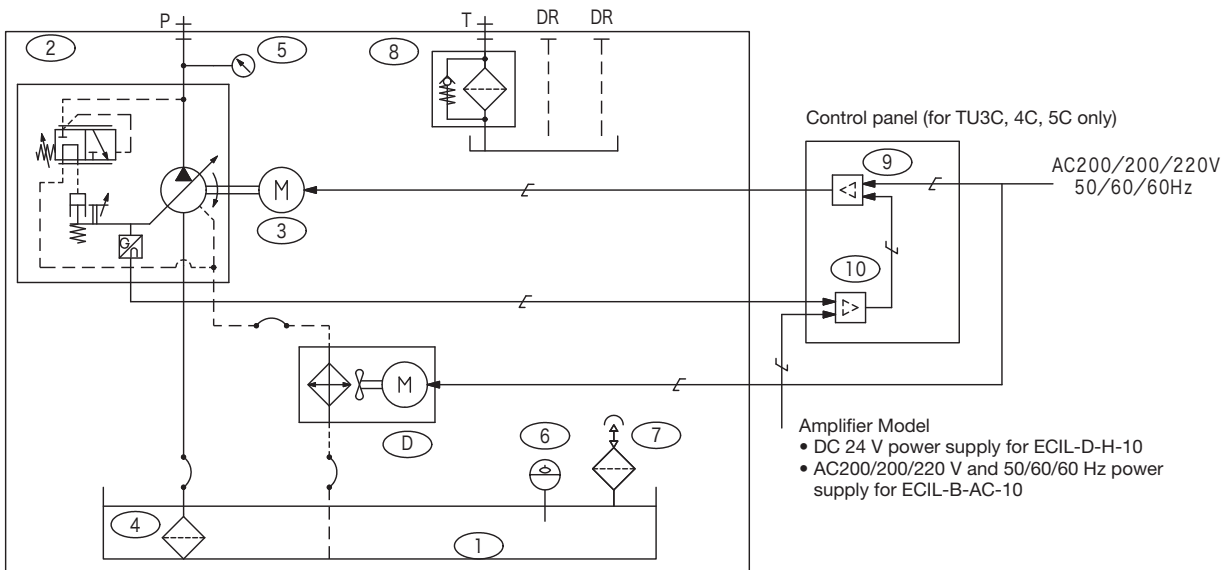 P
T
DR
DR
2
5
8
Control panel (for TU3C, 4C, 5C only)
9
AC200/200/220V
50/60/60Hz
M
3
G
n
10
M
D
6
7
Amplifier Model
• DC 24 V power supply for ECIL-D-H-10
• AC200/200/220 V and 50/60/60 Hz power
supply for ECIL-B-AC-10
4
1